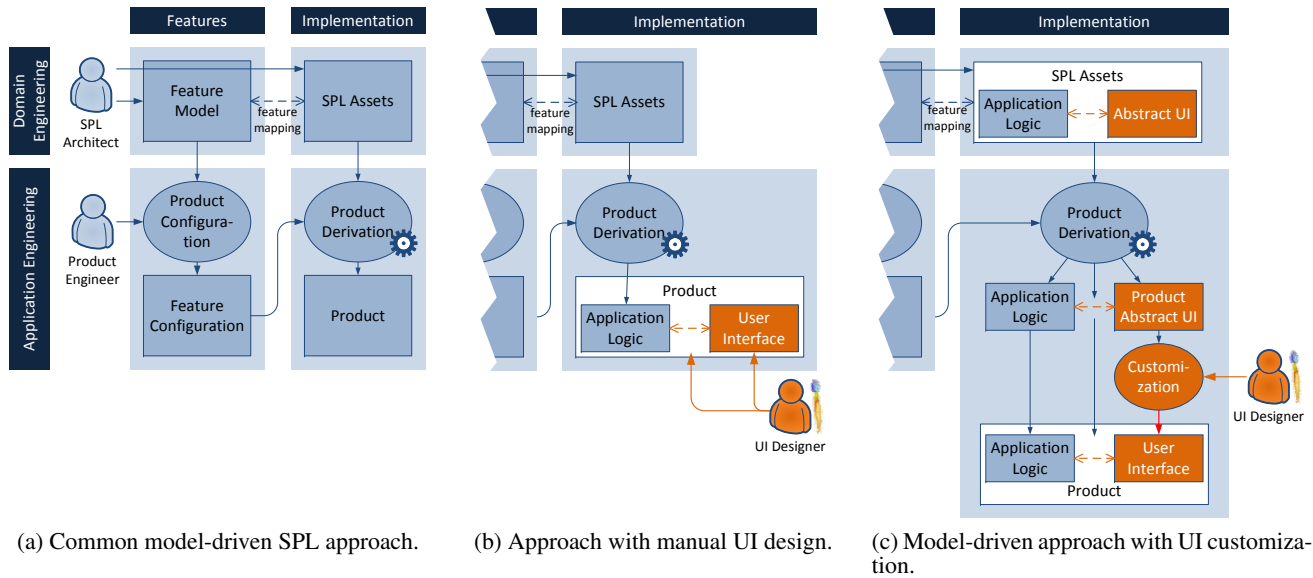 Features
Implementation
Domain
Engineering
SPL
Architect
Feature
Model
feature
mapping
SPL Assets
Application Engineering
Product
Engineer
Product
Configura-
tion
Product
Derivation
Feature
Configuration
Product
(a) Common model-driven SPL approach.
Implementation
feature
mapping
SPL Assets
Product
Derivation
Product
Application
Logic
User
Interface
UI Designer
(b) Approach with manual UI design.
Implementation
SPL Assets
feature
mapping
Application
Logic
Abstract UI
Product
Derivation
Application
Logic
Product
Abstract UI
Customi-
zation
UI Designer
Application
Logic
User
Interface
Product
(c) Model-driven approach with UI customiza-
tion.